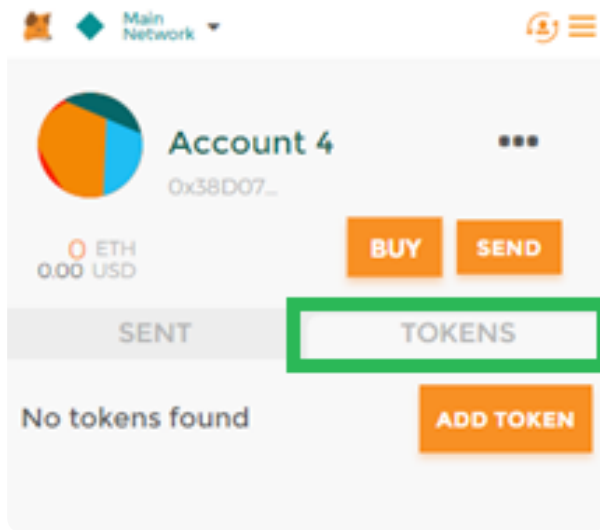 Main
Network
Account 4
0x38D07...
0 ETH
0.00 USD
BUY
SEND
SENT
TOKENS
No tokens found
ADD TOKEN